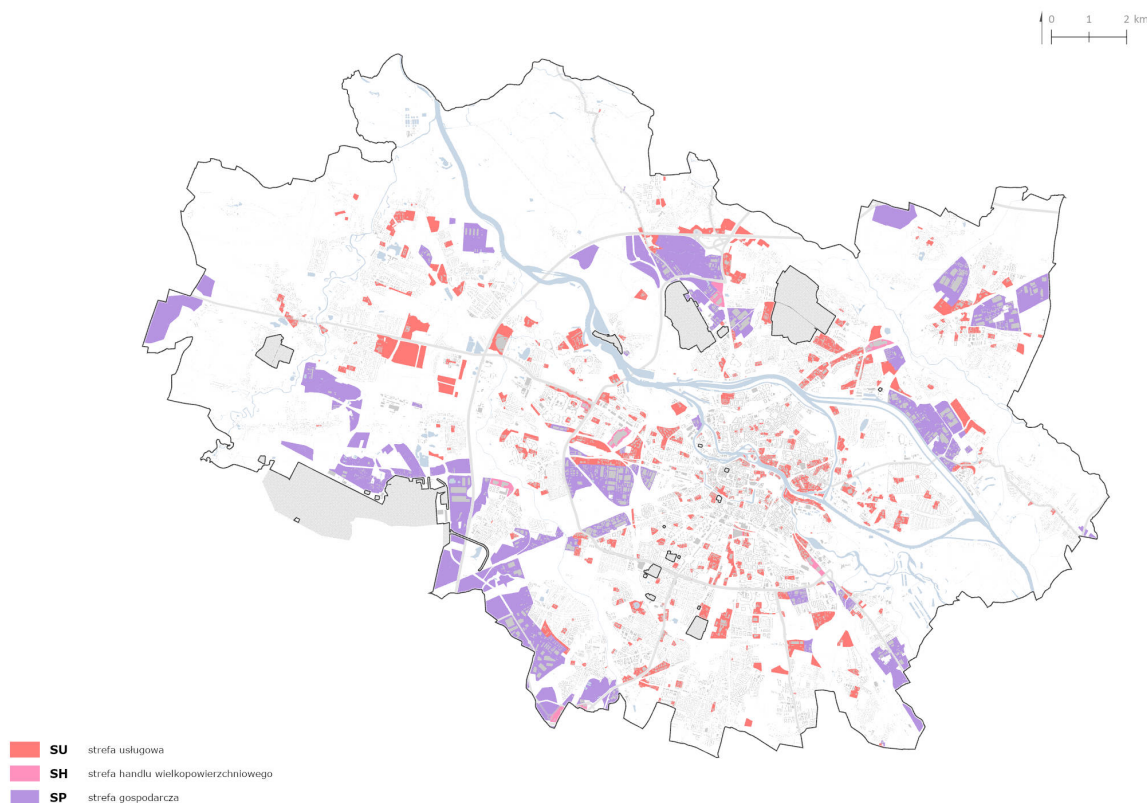 0 1 2 km
SU strefa usługowa
SH strefa handlu wielkopowierzchniowego
SP strefa gospodarcza